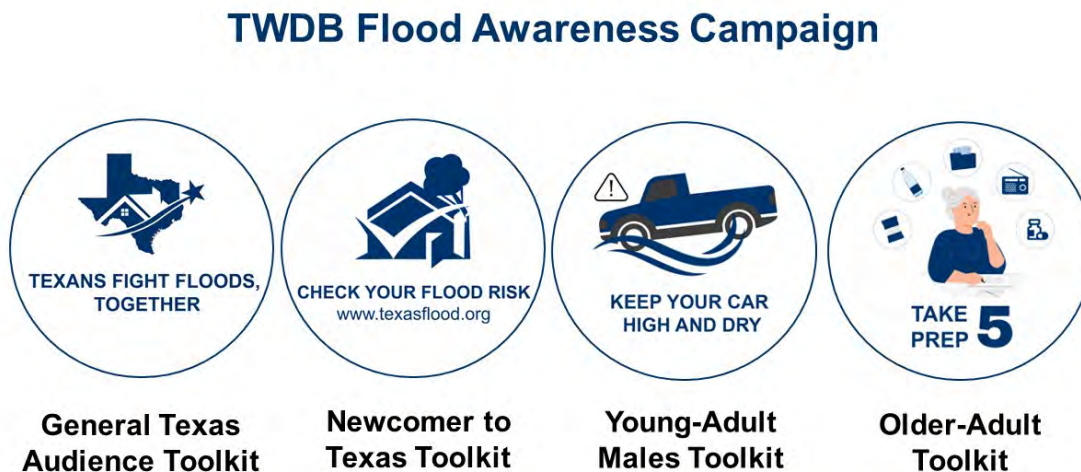 TWDB Flood Awareness Campaign
TEXANS FIGHT FLOODS,
TOGETHER
CHECK YOUR FLOOD RISK
www.texasflood.org
!
KEEP YOUR CAR
HIGH AND DRY
TAKE
PREP 5
General Texas
Audience Toolkit
Newcomer to
Texas Toolkit
Young-Adult
Males Toolkit
Older-Adult
Toolkit